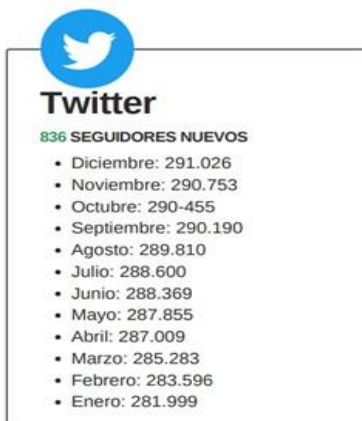 Twitter
836 SEGUIDORES NUEVOS
• Diciembre: 291.026
• Noviembre: 290.753
• Octubre: 290-455
• Septiembre: 290.190
• Agosto: 289.810
• Julio: 288.600
• Junio: 288.369
• Mayo: 287.855
• Abril: 287.009
• Marzo: 285.283
• Febrero: 283.596
• Enero: 281.999